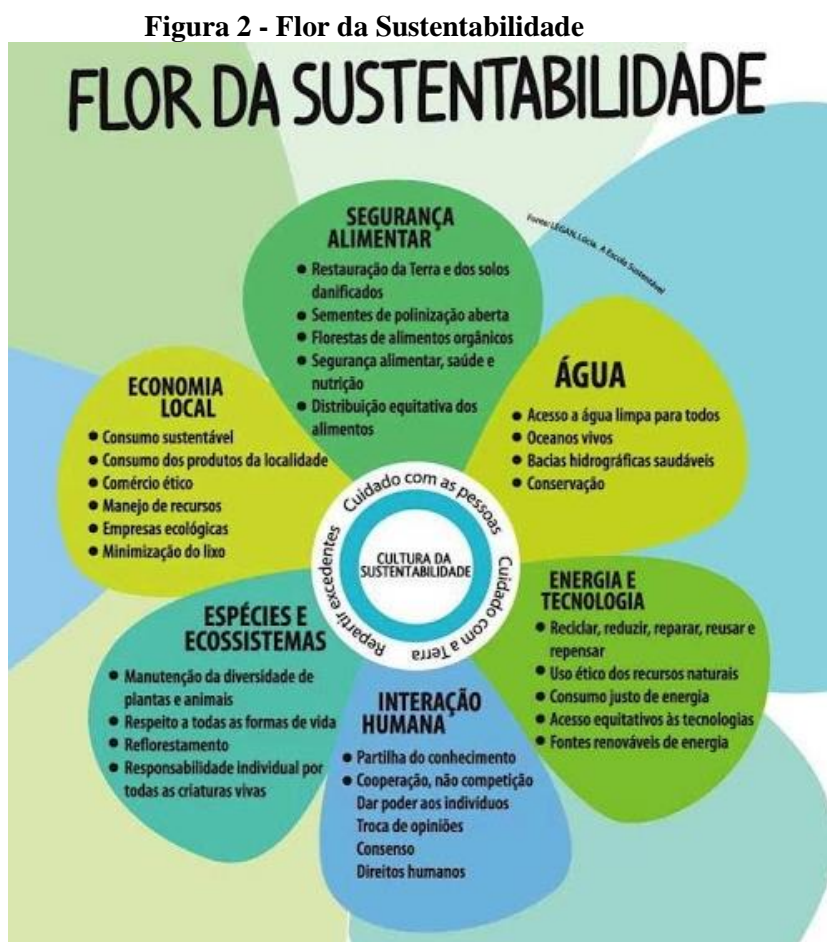 Figura 2 - Flor da Sustentabilidade
FLOR DA SUSTENTABILIDADE
Fonte: LEGAN, Lúcia. A Escola Sustentável
SEGURANÇA
ALIMENTAR
● Restauração da Terra e dos solos
danificados
● Sementes de polinização aberta
● Florestas de alimentos orgânicos
● Segurança alimentar, saúde e
nutrição
● Distribuição equitativa dos
alimentos
ÁGUA
● Acesso a água limpa para todos
● Oceanos vivos
● Bacias hidrográficas saudáveis
● Conservação
ECONOMIA
LOCAL
● Consumo sustentável
● Consumo dos produtos da localidade
● Comércio ético
● Manejo de recursos
● Empresas ecológicas
● Minimização do lixo
Cuidado com as pessoas
Cuidado com a Terra
Repartir excedentes
CULTURA DA
SUSTENTABILIDADE
ENERGIA E
TECNOLOGIA
● Reciclar, reduzir, reparar, reusar e
repensar
● Uso ético dos recursos naturais
● Consumo justo de energia
● Acesso equitativos às tecnologias
● Fontes renováveis de energia
ESPÉCIES E
ECOSSISTEMAS
● Manutenção da diversidade de
plantas e animais
● Respeito a todas as formas de vida
● Reflorestamento
● Responsabilidade individual por
todas as criaturas vivas
INTERAÇÃO
HUMANA
● Partilha do conhecimento
● Cooperação, não competição
Dar poder aos indivíduos
Troca de opiniões
Consenso
Direitos humanos